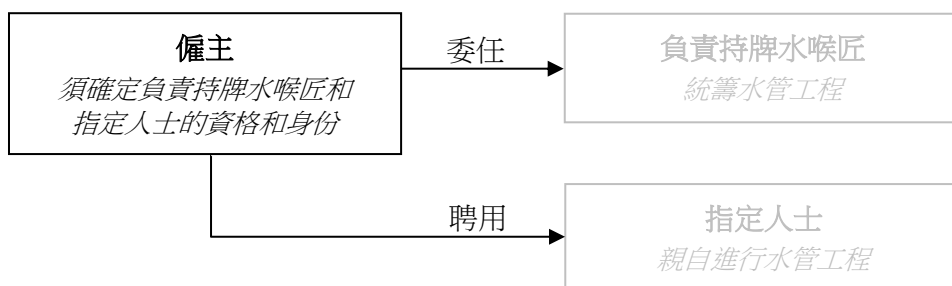 僱主
須確定負責持牌水喉匠和
指定人士的資格和身份
委任
負責持牌水喉匠
統籌水管工程
聘用
指定人士
親自進行水管工程